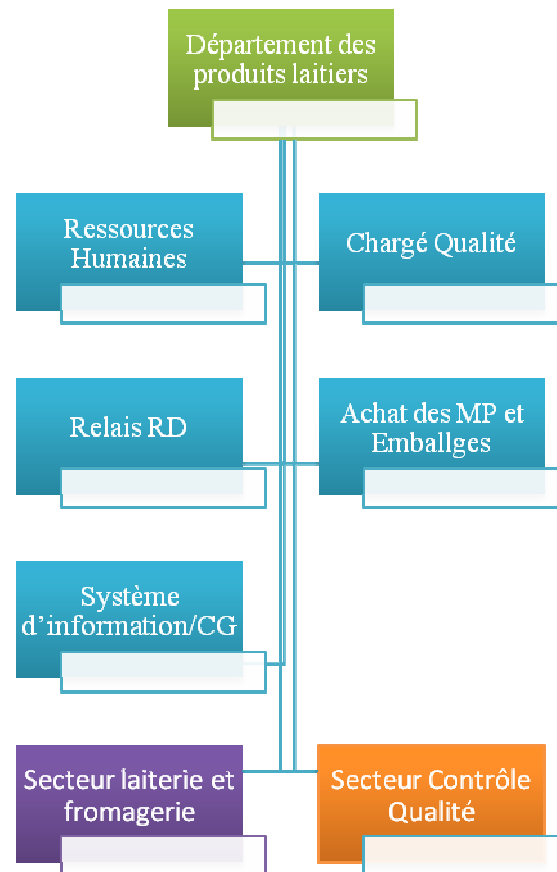 Département des
produits laitiers
Ressources
Humaines
Chargé Qualité
Relais RD
Achat des MP et
Emballges
Système
d’information/CG
Secteur laiterie et
fromagerie
Secteur Contrôle
Qualité